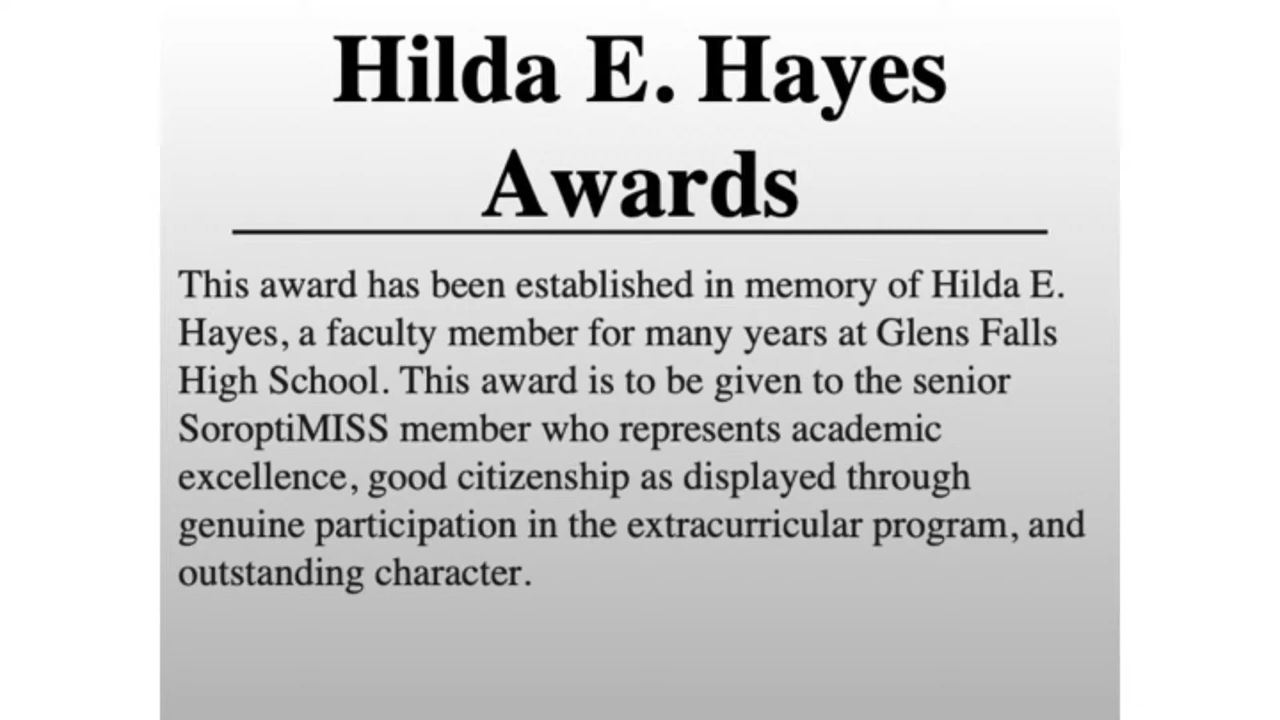 Hilda E. Hayes
Awards
This award has been established in memory of Hilda E.
Hayes, a faculty member for many years at Glens Falls
High School. This award is to be given to the senior
SoroptiMISS member who represents academic
excellence, good citizenship as displayed through
genuine participation in the extracurricular program, and
outstanding character.